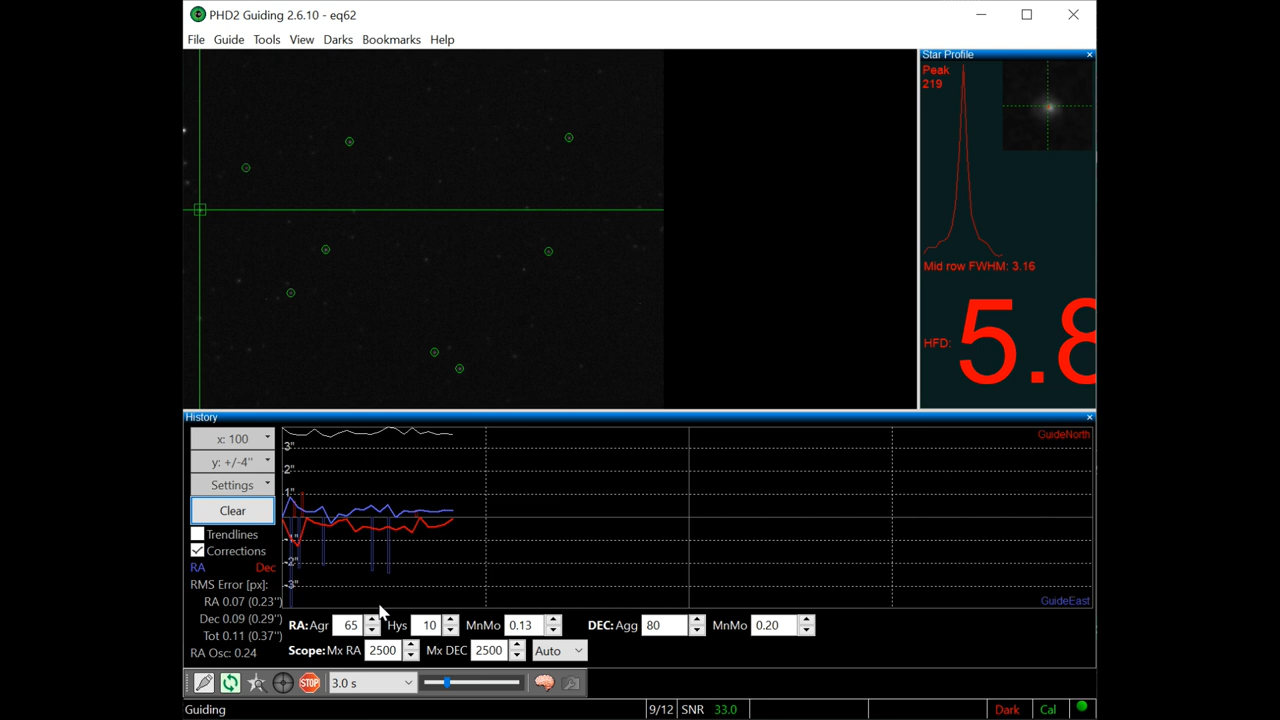 PHD2 Guiding 2.6.10 - eq62
File Guide Tools View Darks Bookmarks Help
Star Profile
Peak
219
Mid row FWHM: 3.16
HFD: 5.8
History
x: 100
y: +/-4"
Settings
Clear
Trendlines
Corrections
RA Dec
RMS Error [px]:
RA 0.07 (0.23")
Dec 0.09 (0.29")
Tot 0.11 (0.37")
RA Osc: 0.24
GuideNorth
3"
2"
1"
-1"
-2"
-3"
GuideEast
RA: Agr 65 Hys 10 MnMo 0.13 DEC: Agg 80 MnMo 0.20
Scope: Mx RA 2500 Mx DEC 2500 Auto
STOP 3.0 s
Guiding 9/12 SNR 33.0 Dark Cal